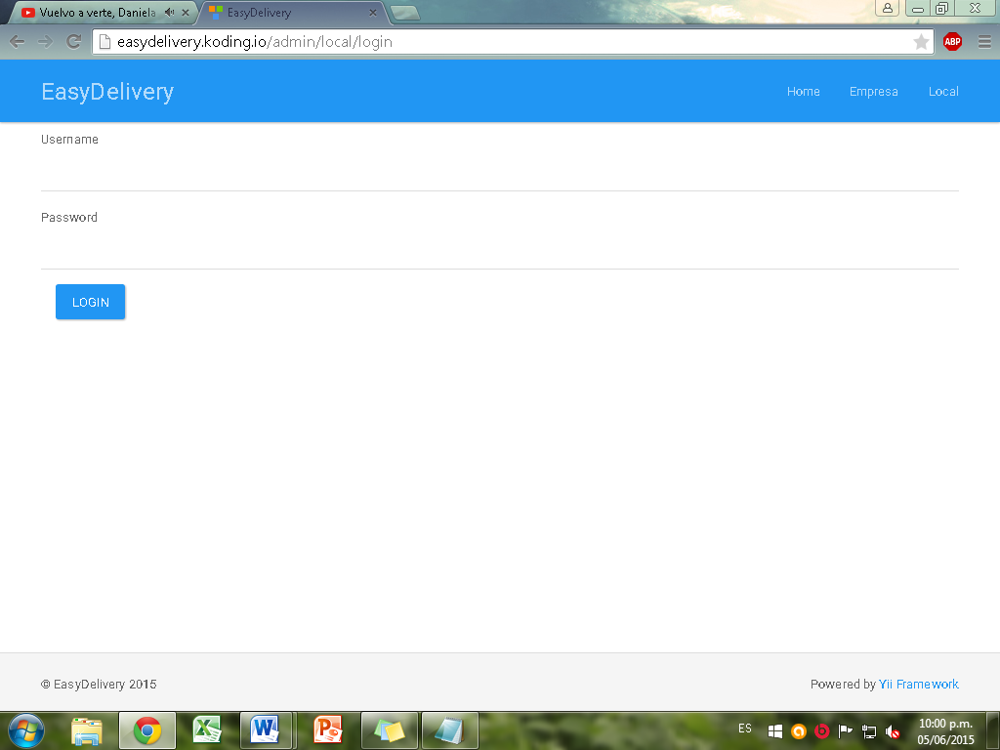 Vuelvo a verte, Daniela
EasyDelivery
easydelivery.koding.io/admin/local/login
ABP
EasyDelivery
Home
Empresa
Local
Username
Password
LOGIN
© EasyDelivery 2015
Powered by Yii Framework
ES
10:00 p.m.
05/06/2015